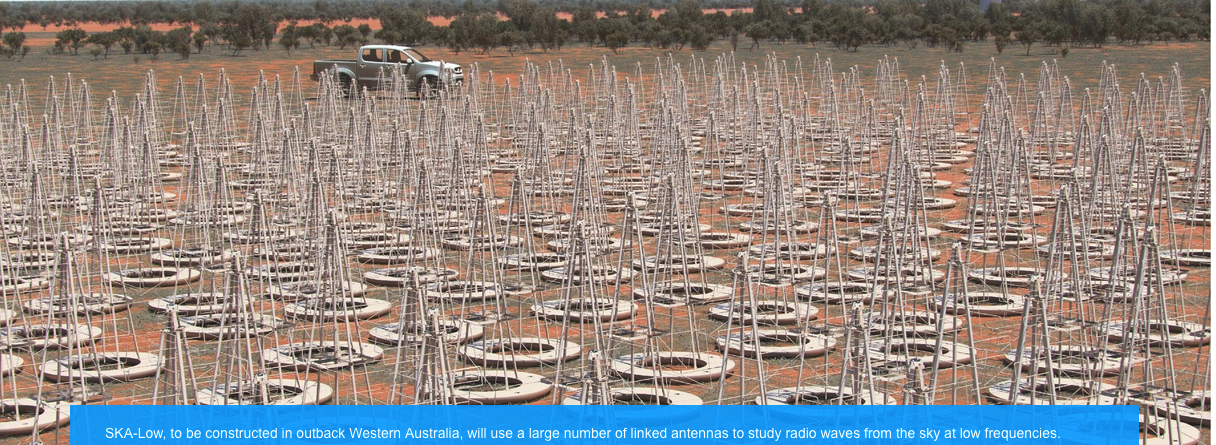 SKA-Low, to be constructed in outback Western Australia, will use a large number of linked antennas to study radio waves from the sky at low frequencies.